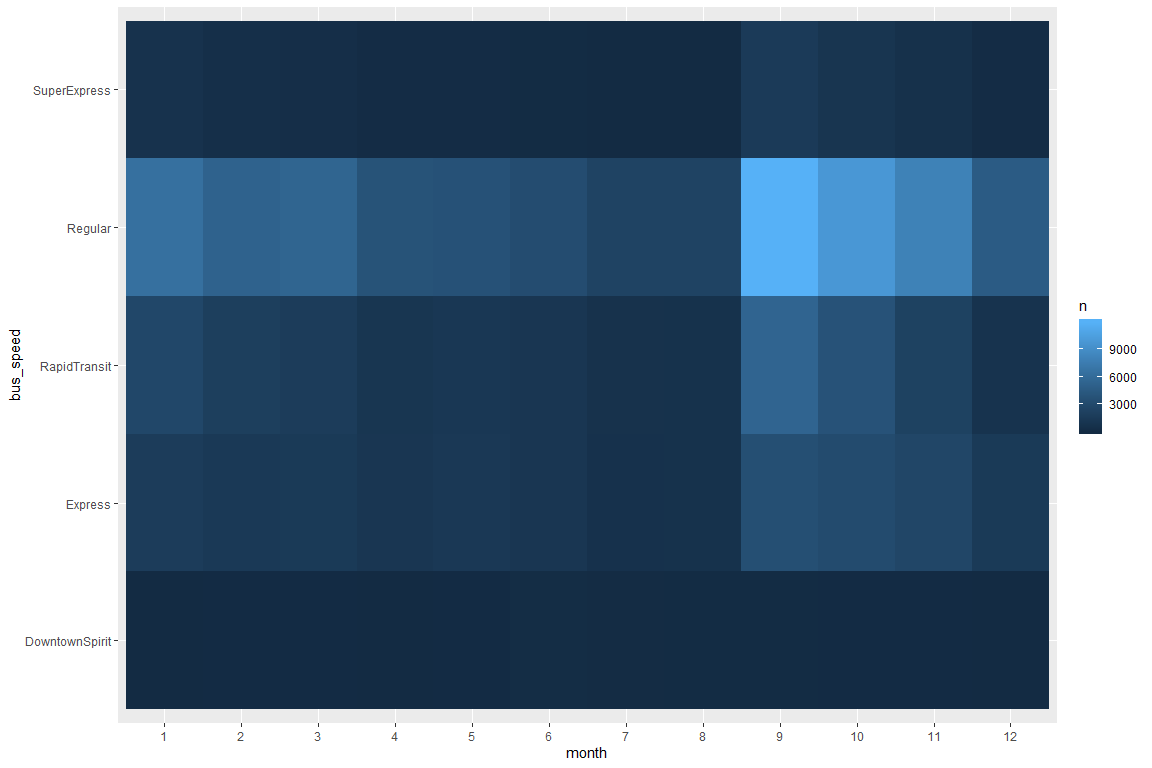 SuperExpress
Regular
RapidTransit
Express
DowntownSpirit
bus_speed
1 2 3 4 5 6 7 8 9 10 11 12
month
n
9000
6000
3000